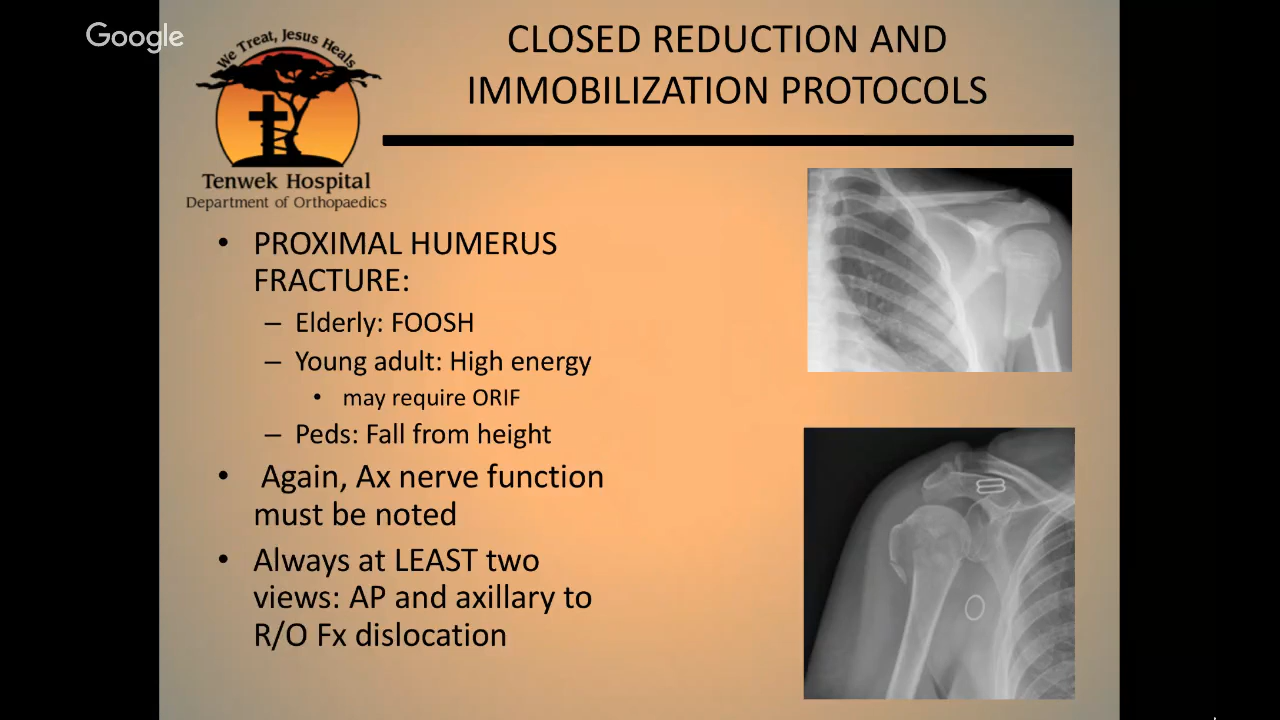 Google
We Treat, Jesus Heals
Tenwek Hospital
Department of Orthopaedics
CLOSED REDUCTION AND
IMMOBILIZATION PROTOCOLS
• PROXIMAL HUMERUS
FRACTURE:
– Elderly: FOOSH
– Young adult: High energy
• may require ORIF
– Peds: Fall from height
• Again, Ax nerve function
must be noted
• Always at LEAST two
views: AP and axillary to
R/O Fx dislocation